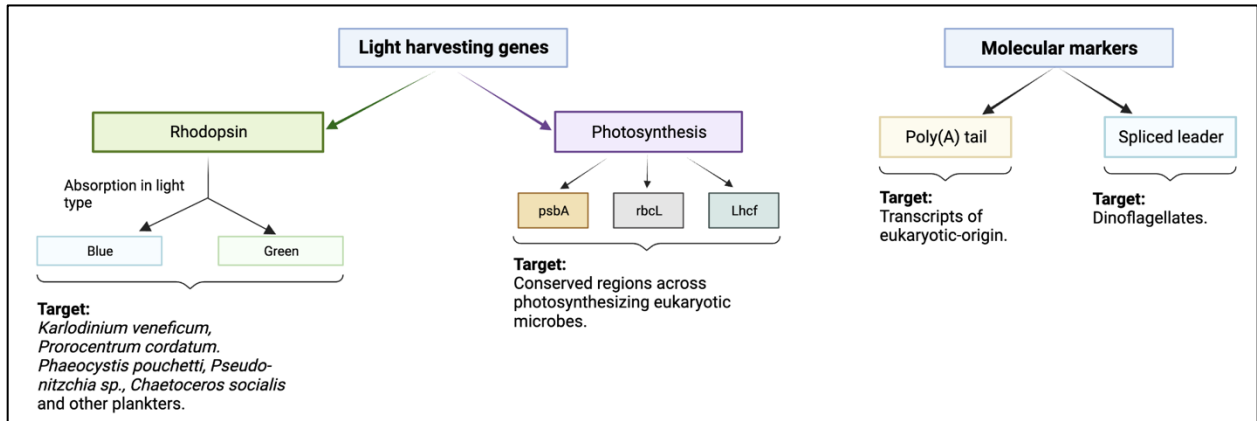 Light harvesting genes
Molecular markers
Rhodopsin
Photosynthesis
Poly(A) tail
Spliced leader
Absorption in light
type
psbA
rbcL
Lhcf
Blue
Green
Target:
Karlodinium veneficum,
Prorocentrum cordatum.
Phaeocystis pouchetti, Pseudo-
nitzchia sp., Chaetoceros socialis
and other plankters.
Target:
Conserved regions across
photosynthesizing eukaryotic
microbes.
Target:
Transcripts of
eukaryotic-origin.
Target:
Dinoflagellates.